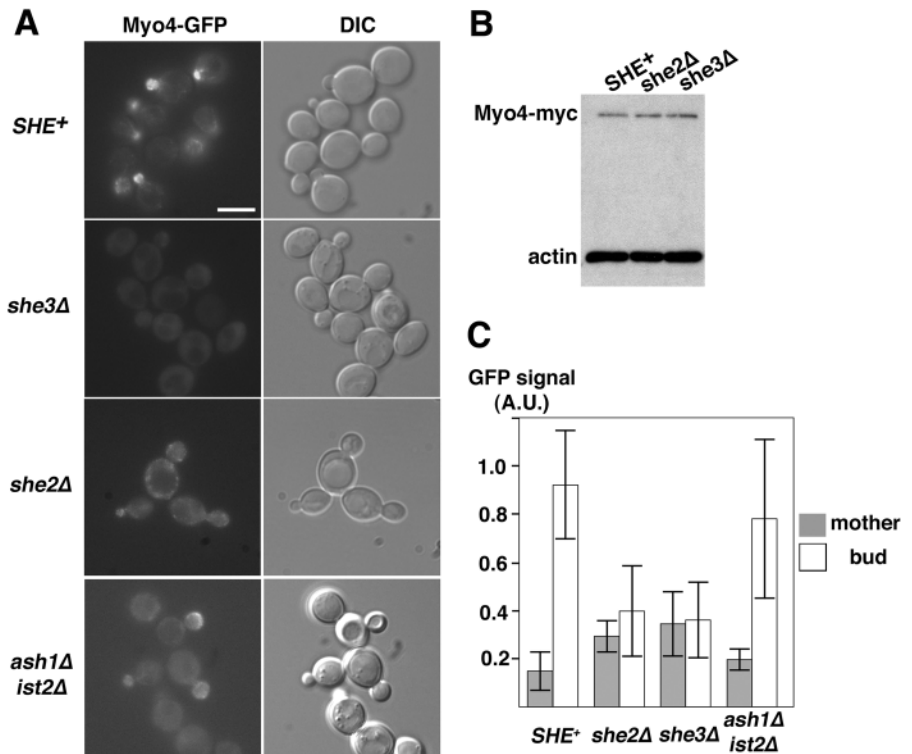 A
Myo4-GFP
DIC
SHE+
she3Δ
she2Δ
ash1Δ
ist2Δ
B
SHE+
she2Δ
she3Δ
Myo4-myc
actin
C
GFP signal
(A.U.)
1.0
0.8
0.6
0.4
0.2
mother
bud
SHE+
she2Δ
she3Δ
ash1Δ
ist2Δ